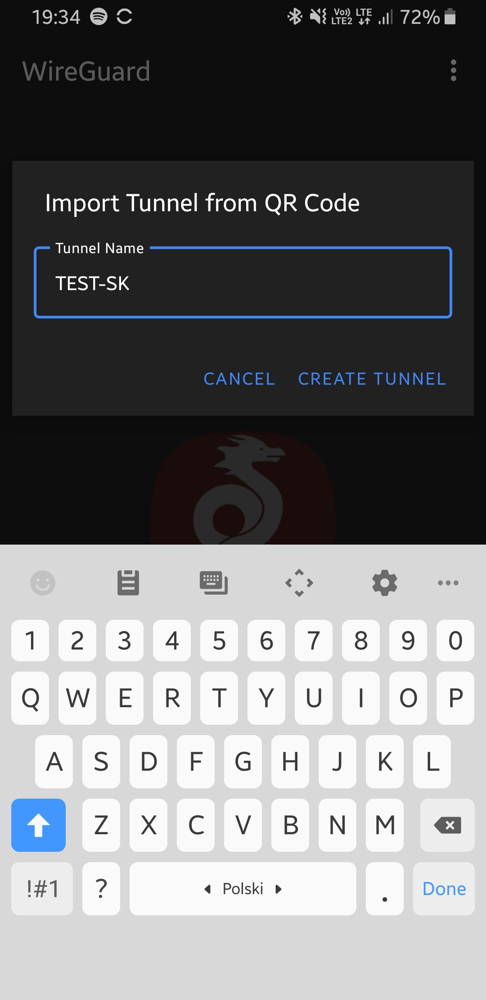 19:34 Vo)) LTE2 LTE 72%
WireGuard
Import Tunnel from QR Code
Tunnel Name
TEST-SK
CANCEL CREATE TUNNEL
1 2 3 4 5 6 7 8 9 0
Q W E R T Y U I O P
A S D F G H J K L
Z X C V B N M
!#1 ? Polski . Done